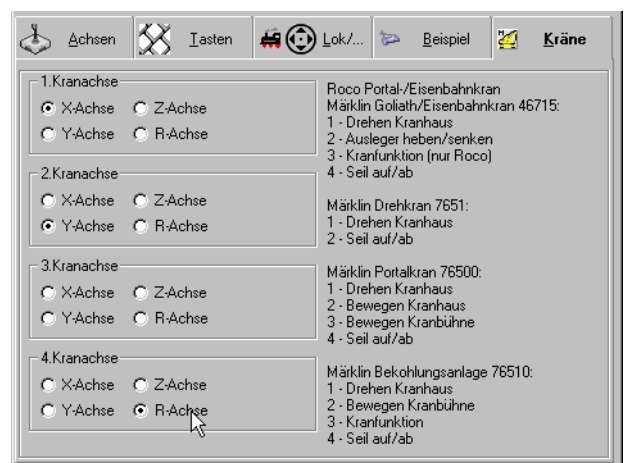 Achsen Tasten Lok/... Beispiel Kräne
1.Kranachse
X-Achse Z-Achse
Y-Achse R-Achse
2.Kranachse
X-Achse Z-Achse
Y-Achse R-Achse
3.Kranachse
X-Achse Z-Achse
Y-Achse R-Achse
4.Kranachse
X-Achse Z-Achse
Y-Achse R-Achse
Roco Portal-/Eisenbahnkran
Märklin Goliath/Eisenbahnkran 46715:
1 - Drehen Kranhaus
2 - Ausleger heben/senken
3 - Kranfunktion (nur Roco)
4 - Seil auf/ab
Märklin Drehkran 7651:
1 - Drehen Kranhaus
2 - Seil auf/ab
Märklin Portalkran 76500:
1 - Drehen Kranhaus
2 - Bewegen Kranhaus
3 - Bewegen Kranbühne
4 - Seil auf/ab
Märklin Bekohlungsanlage 76510:
1 - Drehen Kranhaus
2 - Bewegen Kranbühne
3 - Kranfunktion
4 - Seil auf/ab